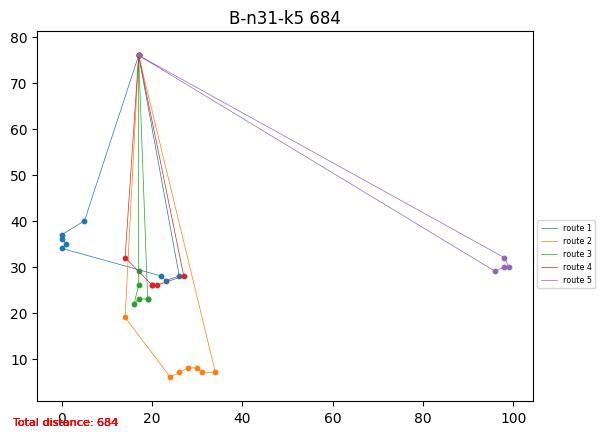 B-n31-k5 684
80
70
60
50
40
30
20
10
0 20 40 60 80 100
route 1
route 2
route 3
route 4
route 5
Total distance: 684